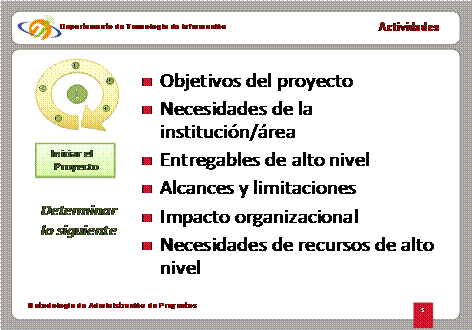 Departamento de Tecnología de Información
Actividades
Objetivos del proyecto
Necesidades de la
institución/área
Entregables de alto nivel
Alcances y limitaciones
Impacto organizacional
Necesidades de recursos de alto
nivel
Iniciar el
Proyecto
Determinar
lo siguiente
Metodología de Administración de Proyectos